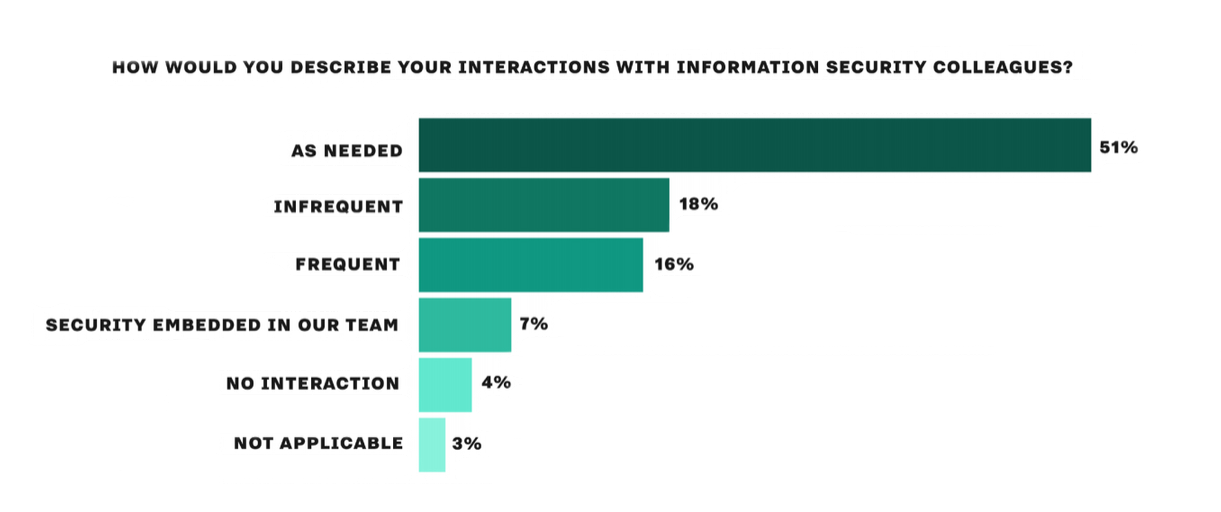 HOW WOULD YOU DESCRIBE YOUR INTERACTIONS WITH INFORMATION SECURITY COLLEAGUES?
AS NEEDED 51%
INFREQUENT 18%
FREQUENT 16%
SECURITY EMBEDDED IN OUR TEAM 7%
NO INTERACTION 4%
NOT APPLICABLE 3%